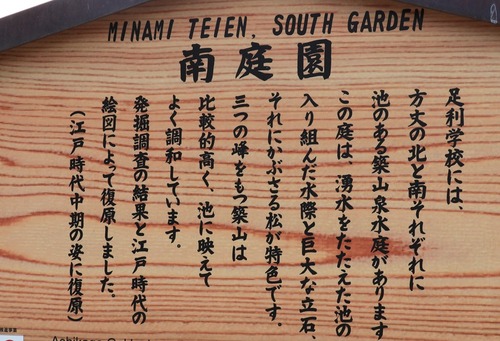 MINAMI TEIEN, SOUTH GARDEN
南庭園
足利学校には、
方丈の北と南それぞれに
池のある築山泉水庭があります
この庭は、湧水をたたえた池の
入り組んだ水際と巨大な立石、
それにかぶさる松が特色です。
三つの峰をもつ築山は
比較的高く、池に映えて
よく調和しています。
発掘調査の結果と江戸時代の
絵図によって復原しました。
（江戸時代中期の姿に復原）